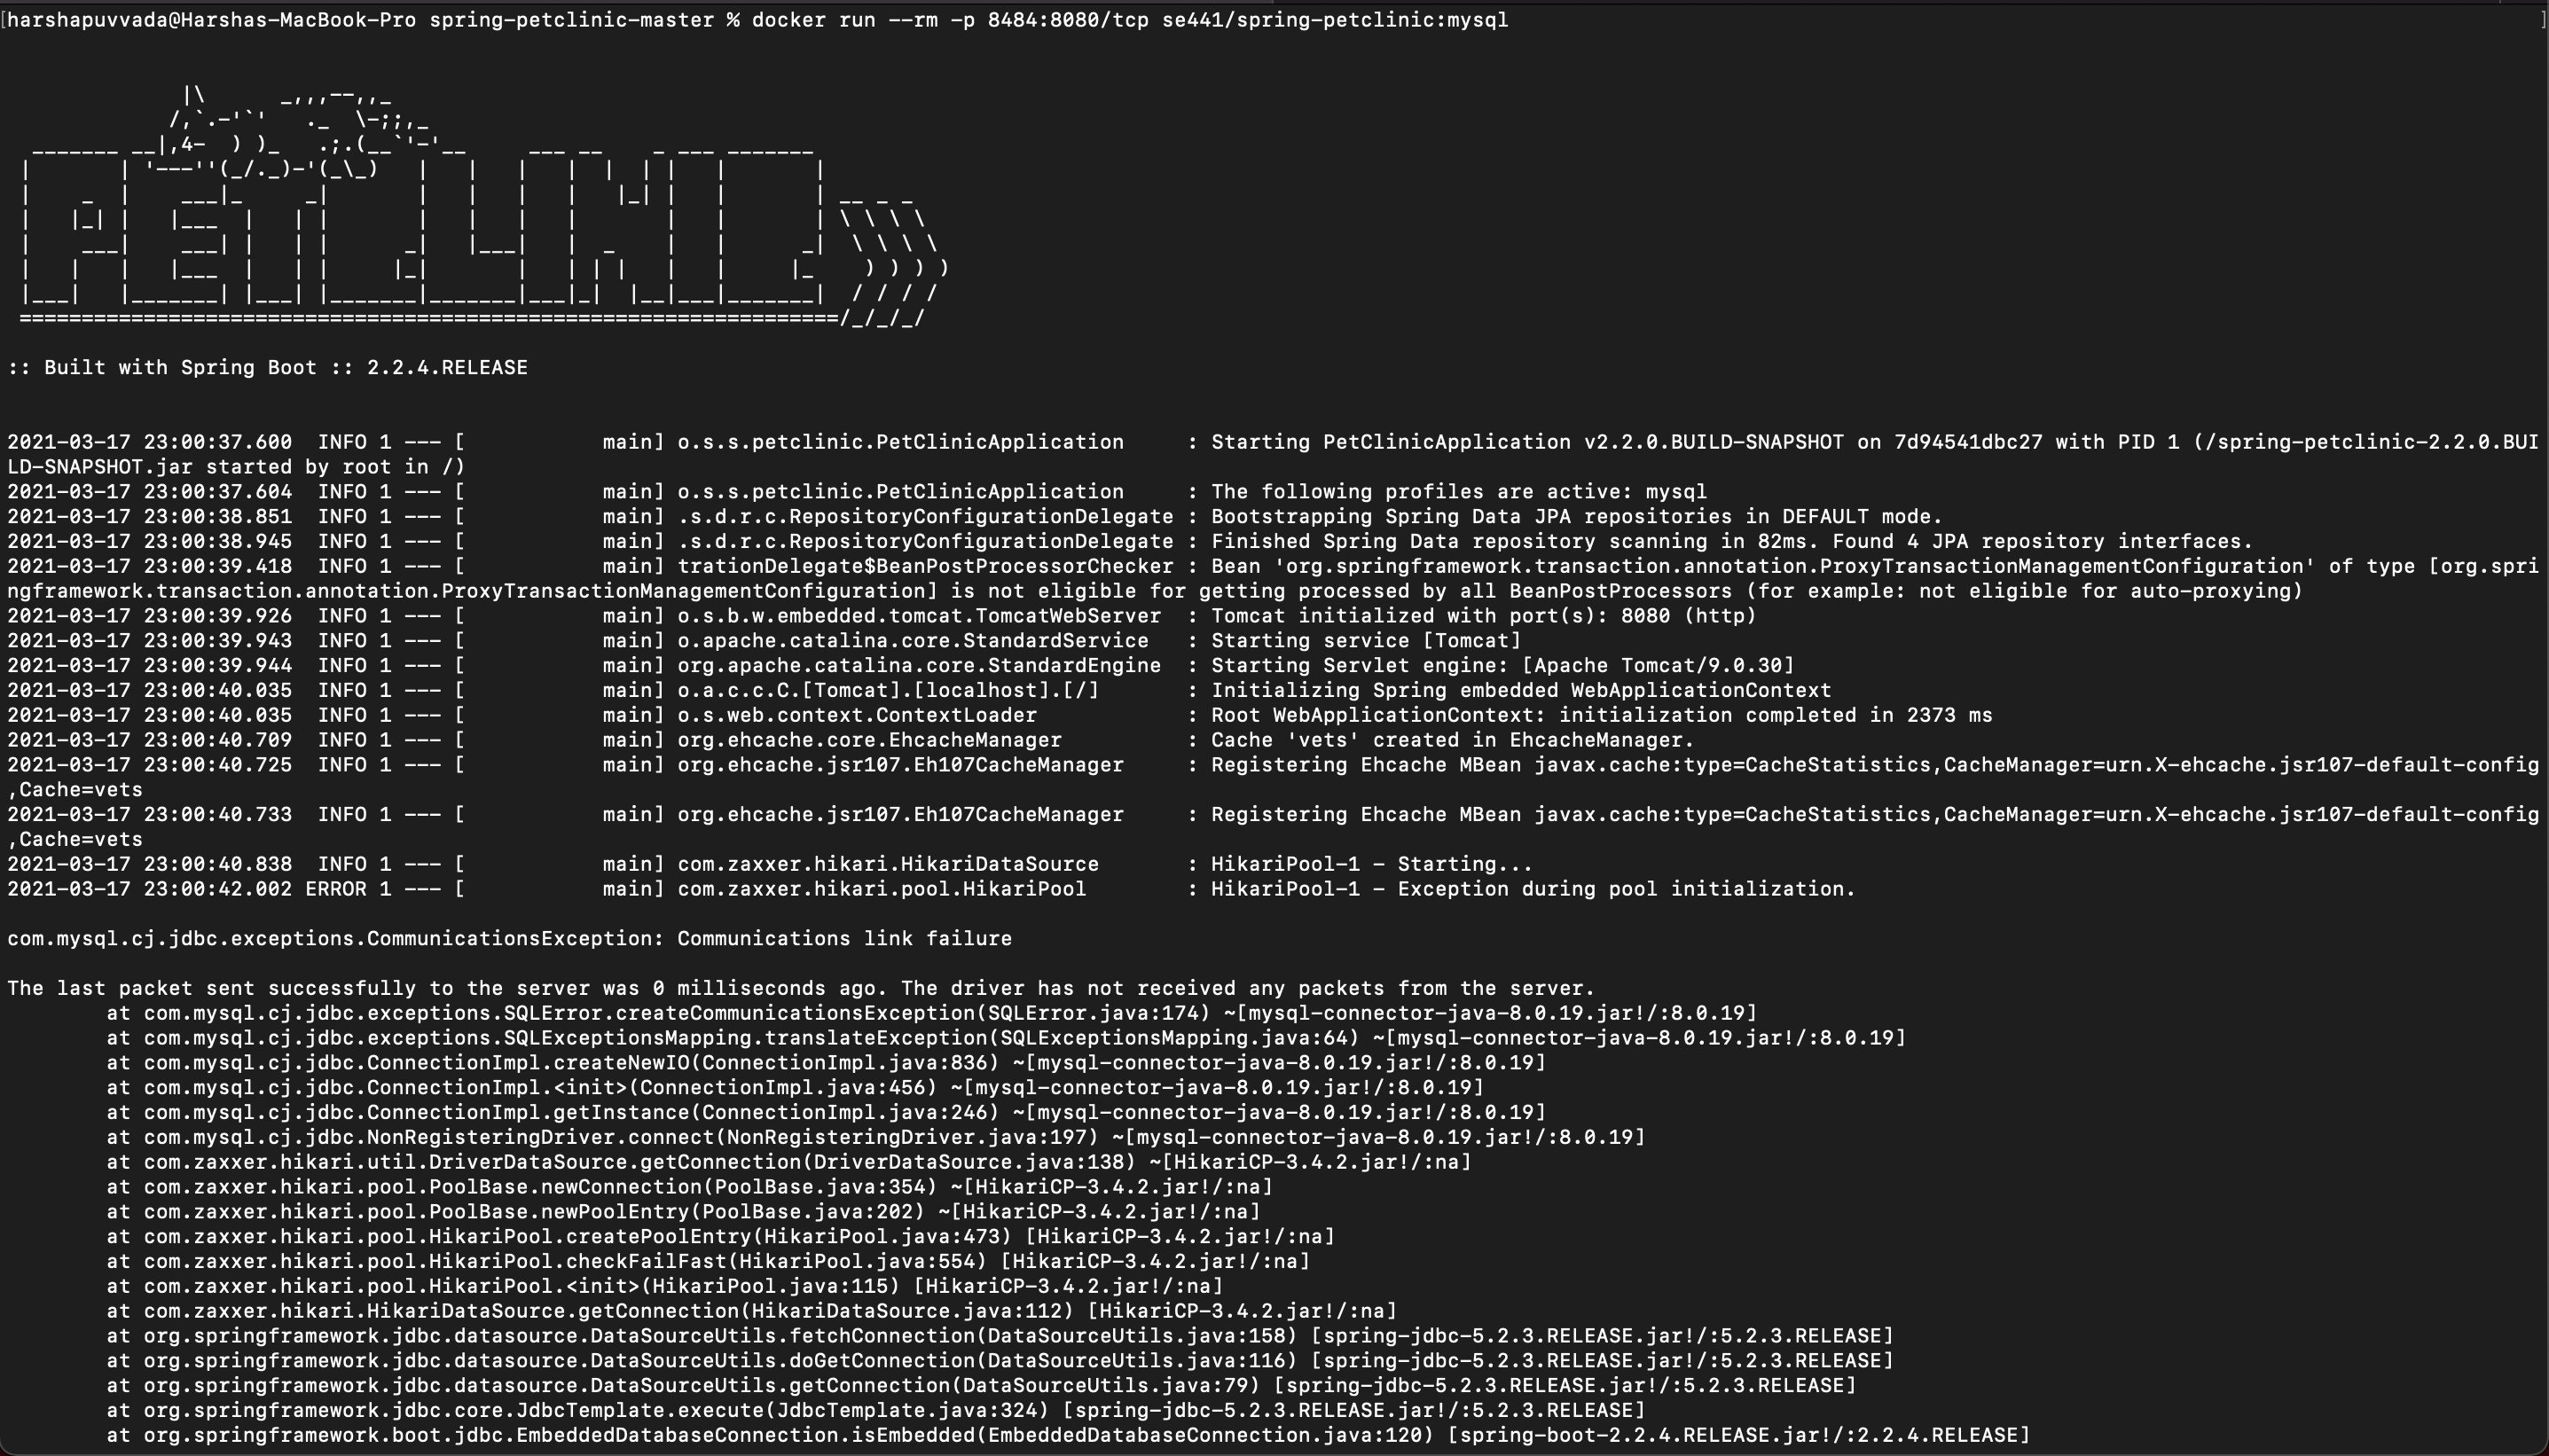 [harshapuvvada@Harshas-MacBook-Pro spring-petclinic-master % docker run --rm -p 8484:8080/tcp se441/spring-petclinic:mysql ]
              |\      _,,,--,,_
             /,`.-'`'   ._  \-;;,_
  _______ __|,4-  ) )_   .;.(__`'-'__     ___ __    _ ___ _______
 |       | '---''(_/._)-'(_\_)   |   |   |   |  |  | |   |       |
 |    _  |    ___|_     _|       |   |   |   |   |_| |   |       | __ _ _
 |   |_| |   |___  |   | |       |   |   |   |       |   |       | \ \ \ \
 |    ___|    ___| |   | |      _|   |___|   |  _    |   |      _|  \ \ \ \
 |   |   |   |___  |   | |     |_|       |   | | |   |   |     |_    ) ) ) )
 |___|   |_______| |___| |_______|_______|___|_|  |__|___|_______|  / / / /
 ==================================================================/_/_/_/
:: Built with Spring Boot :: 2.2.4.RELEASE
2021-03-17 23:00:37.600  INFO 1 --- [           main] o.s.s.petclinic.PetClinicApplication     : Starting PetClinicApplication v2.2.0.BUILD-SNAPSHOT on 7d94541dbc27 with PID 1 (/spring-petclinic-2.2.0.BUI
LD-SNAPSHOT.jar started by root in /)
2021-03-17 23:00:37.604  INFO 1 --- [           main] o.s.s.petclinic.PetClinicApplication     : The following profiles are active: mysql
2021-03-17 23:00:38.851  INFO 1 --- [           main] .s.d.r.c.RepositoryConfigurationDelegate : Bootstrapping Spring Data JPA repositories in DEFAULT mode.
2021-03-17 23:00:38.945  INFO 1 --- [           main] .s.d.r.c.RepositoryConfigurationDelegate : Finished Spring Data repository scanning in 82ms. Found 4 JPA repository interfaces.
2021-03-17 23:00:39.418  INFO 1 --- [           main] trationDelegate$BeanPostProcessorChecker : Bean 'org.springframework.transaction.annotation.ProxyTransactionManagementConfiguration' of type [org.spri
ngframework.transaction.annotation.ProxyTransactionManagementConfiguration] is not eligible for getting processed by all BeanPostProcessors (for example: not eligible for auto-proxying)
2021-03-17 23:00:39.926  INFO 1 --- [           main] o.s.b.w.embedded.tomcat.TomcatWebServer  : Tomcat initialized with port(s): 8080 (http)
2021-03-17 23:00:39.943  INFO 1 --- [           main] o.apache.catalina.core.StandardService   : Starting service [Tomcat]
2021-03-17 23:00:39.944  INFO 1 --- [           main] org.apache.catalina.core.StandardEngine  : Starting Servlet engine: [Apache Tomcat/9.0.30]
2021-03-17 23:00:40.035  INFO 1 --- [           main] o.a.c.c.C.[Tomcat].[localhost].[/]       : Initializing Spring embedded WebApplicationContext
2021-03-17 23:00:40.035  INFO 1 --- [           main] o.s.web.context.ContextLoader            : Root WebApplicationContext: initialization completed in 2373 ms
2021-03-17 23:00:40.709  INFO 1 --- [           main] org.ehcache.core.EhcacheManager          : Cache 'vets' created in EhcacheManager.
2021-03-17 23:00:40.725  INFO 1 --- [           main] org.ehcache.jsr107.Eh107CacheManager     : Registering Ehcache MBean javax.cache:type=CacheStatistics,CacheManager=urn.X-ehcache.jsr107-default-config
,Cache=vets
2021-03-17 23:00:40.733  INFO 1 --- [           main] org.ehcache.jsr107.Eh107CacheManager     : Registering Ehcache MBean javax.cache:type=CacheStatistics,CacheManager=urn.X-ehcache.jsr107-default-config
,Cache=vets
2021-03-17 23:00:40.838  INFO 1 --- [           main] com.zaxxer.hikari.HikariDataSource       : HikariPool-1 - Starting...
2021-03-17 23:00:42.002 ERROR 1 --- [           main] com.zaxxer.hikari.pool.HikariPool        : HikariPool-1 - Exception during pool initialization.
com.mysql.cj.jdbc.exceptions.CommunicationsException: Communications link failure
The last packet sent successfully to the server was 0 milliseconds ago. The driver has not received any packets from the server.
        at com.mysql.cj.jdbc.exceptions.SQLError.createCommunicationsException(SQLError.java:174) ~[mysql-connector-java-8.0.19.jar!/:8.0.19]
        at com.mysql.cj.jdbc.exceptions.SQLExceptionsMapping.translateException(SQLExceptionsMapping.java:64) ~[mysql-connector-java-8.0.19.jar!/:8.0.19]
        at com.mysql.cj.jdbc.ConnectionImpl.createNewIO(ConnectionImpl.java:836) ~[mysql-connector-java-8.0.19.jar!/:8.0.19]
        at com.mysql.cj.jdbc.ConnectionImpl.<init>(ConnectionImpl.java:456) ~[mysql-connector-java-8.0.19.jar!/:8.0.19]
        at com.mysql.cj.jdbc.ConnectionImpl.getInstance(ConnectionImpl.java:246) ~[mysql-connector-java-8.0.19.jar!/:8.0.19]
        at com.mysql.cj.jdbc.NonRegisteringDriver.connect(NonRegisteringDriver.java:197) ~[mysql-connector-java-8.0.19.jar!/:8.0.19]
        at com.zaxxer.hikari.util.DriverDataSource.getConnection(DriverDataSource.java:138) ~[HikariCP-3.4.2.jar!/:na]
        at com.zaxxer.hikari.pool.PoolBase.newConnection(PoolBase.java:354) ~[HikariCP-3.4.2.jar!/:na]
        at com.zaxxer.hikari.pool.PoolBase.newPoolEntry(PoolBase.java:202) ~[HikariCP-3.4.2.jar!/:na]
        at com.zaxxer.hikari.pool.HikariPool.createPoolEntry(HikariPool.java:473) [HikariCP-3.4.2.jar!/:na]
        at com.zaxxer.hikari.pool.HikariPool.checkFailFast(HikariPool.java:554) [HikariCP-3.4.2.jar!/:na]
        at com.zaxxer.hikari.pool.HikariPool.<init>(HikariPool.java:115) [HikariCP-3.4.2.jar!/:na]
        at com.zaxxer.hikari.HikariDataSource.getConnection(HikariDataSource.java:112) [HikariCP-3.4.2.jar!/:na]
        at org.springframework.jdbc.datasource.DataSourceUtils.fetchConnection(DataSourceUtils.java:158) [spring-jdbc-5.2.3.RELEASE.jar!/:5.2.3.RELEASE]
        at org.springframework.jdbc.datasource.DataSourceUtils.doGetConnection(DataSourceUtils.java:116) [spring-jdbc-5.2.3.RELEASE.jar!/:5.2.3.RELEASE]
        at org.springframework.jdbc.datasource.DataSourceUtils.getConnection(DataSourceUtils.java:79) [spring-jdbc-5.2.3.RELEASE.jar!/:5.2.3.RELEASE]
        at org.springframework.jdbc.core.JdbcTemplate.execute(JdbcTemplate.java:324) [spring-jdbc-5.2.3.RELEASE.jar!/:5.2.3.RELEASE]
        at org.springframework.boot.jdbc.EmbeddedDatabaseConnection.isEmbedded(EmbeddedDatabaseConnection.java:120) [spring-boot-2.2.4.RELEASE.jar!/:2.2.4.RELEASE]